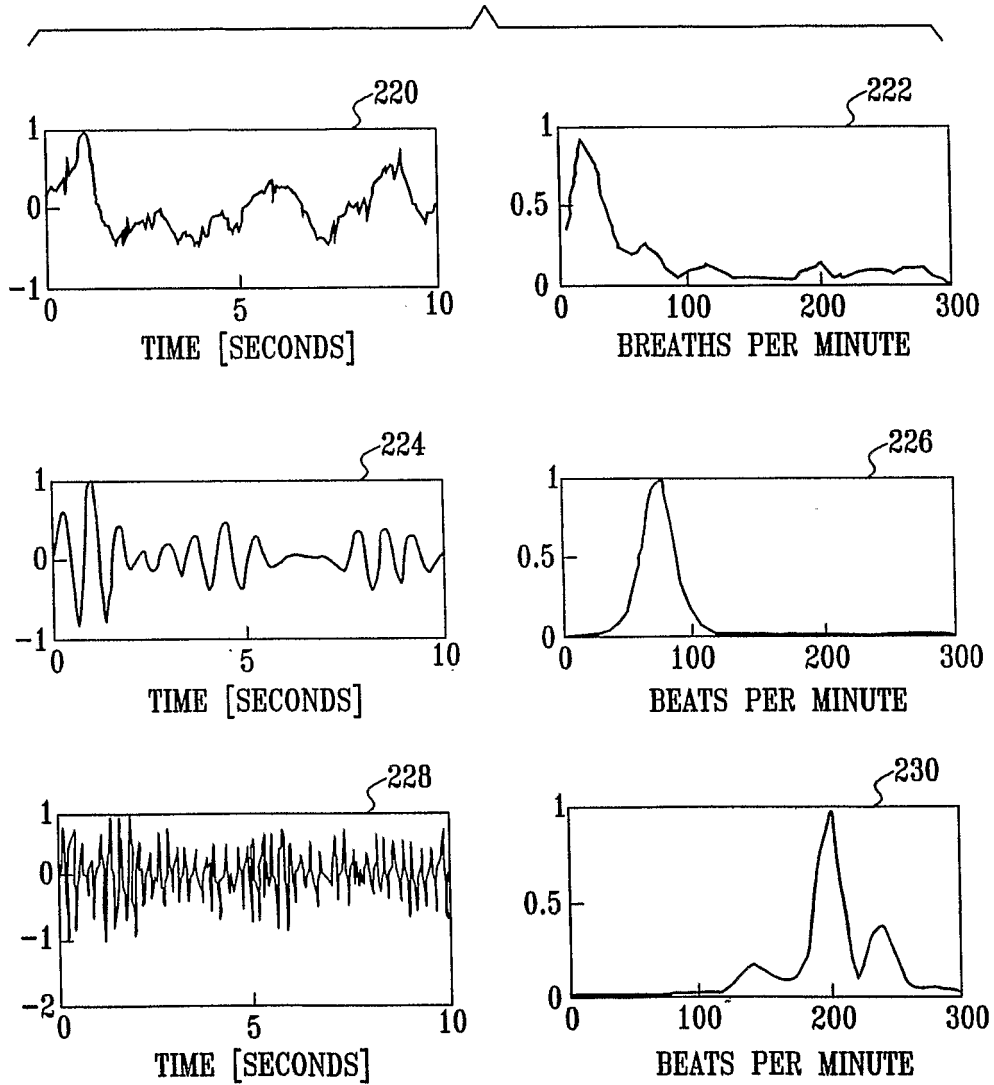 220
1
0
-1
0 5 10
TIME [SECONDS]
222
1
0.5
0
0 100 200 300
BREATHS PER MINUTE
224
1
0
-1
0 5 10
TIME [SECONDS]
226
1
0.5
0
0 100 200 300
BEATS PER MINUTE
228
1
0
-1
-2
0 5 10
TIME [SECONDS]
230
1
0.5
0
0 100 200 300
BEATS PER MINUTE